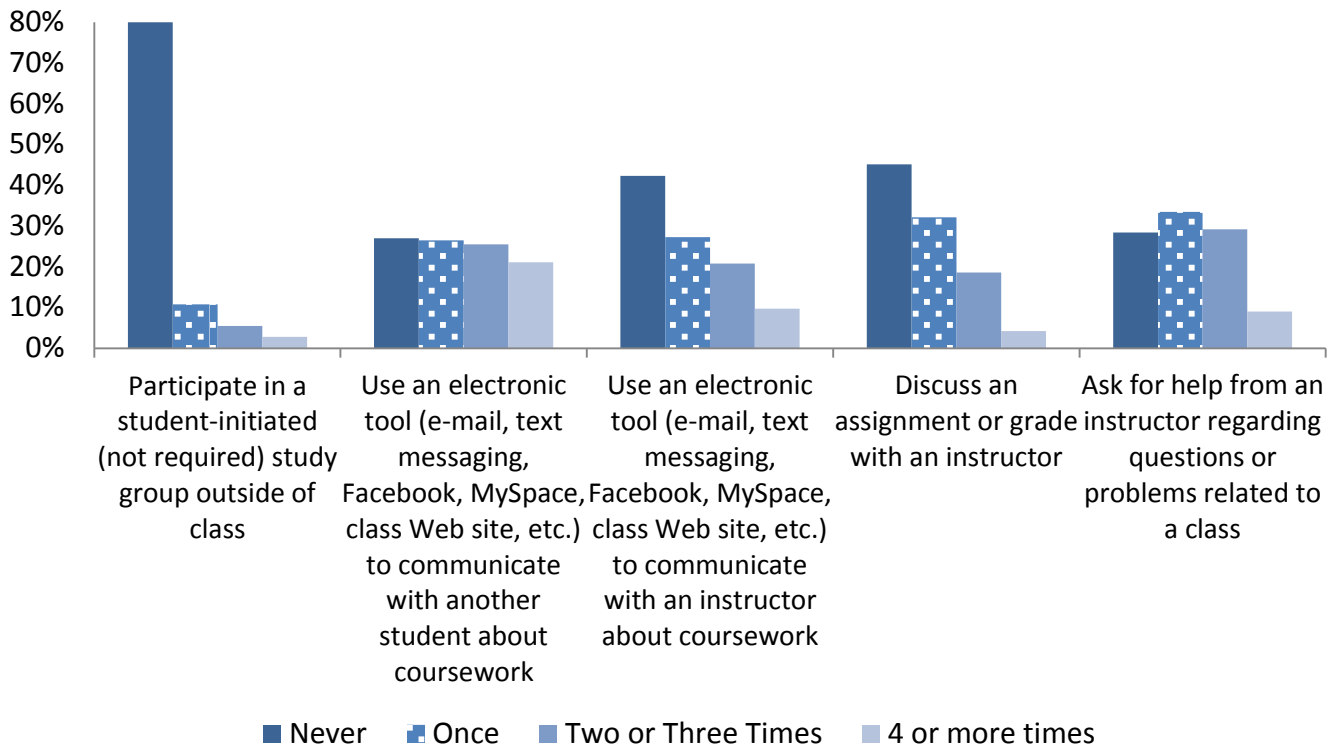 80%
70%
60%
50%
40%
30%
20%
10%
0%
Participate in a
student-initiated
(not required) study
group outside of
class
Use an electronic
tool (e-mail, text
messaging,
Facebook, MySpace,
class Web site, etc.)
to communicate
with another
student about
coursework
Use an electronic
tool (e-mail, text
messaging,
Facebook, MySpace,
class Web site, etc.)
to communicate
with an instructor
about coursework
Discuss an
assignment or grade
with an instructor
Ask for help from an
instructor regarding
questions or
problems related to
a class
Never Once Two or Three Times 4 or more times